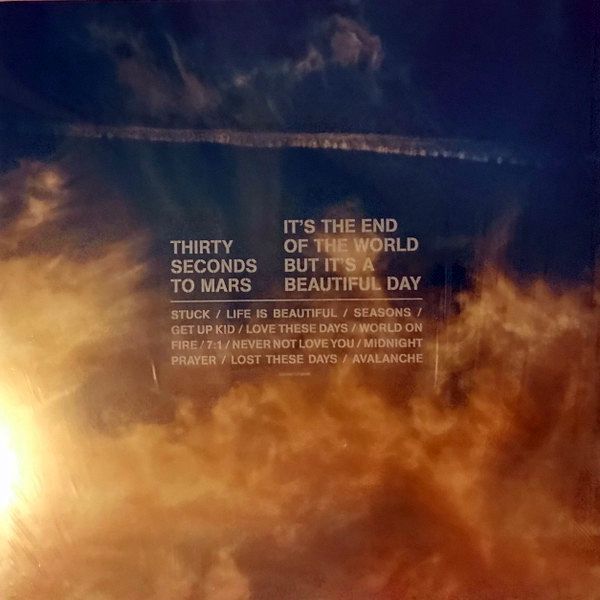 THIRTY
SECONDS
TO MARS
IT'S THE END
OF THE WORLD
BUT IT'S A
BEAUTIFUL DAY
STUCK / LIFE IS BEAUTIFUL / SEASONS /
GET UP KID / LOVE THESE DAYS / WORLD ON
FIRE / 7:1 / NEVER NOT LOVE YOU / MIDNIGHT
PRAYER / LOST THESE DAYS / AVALANCHE